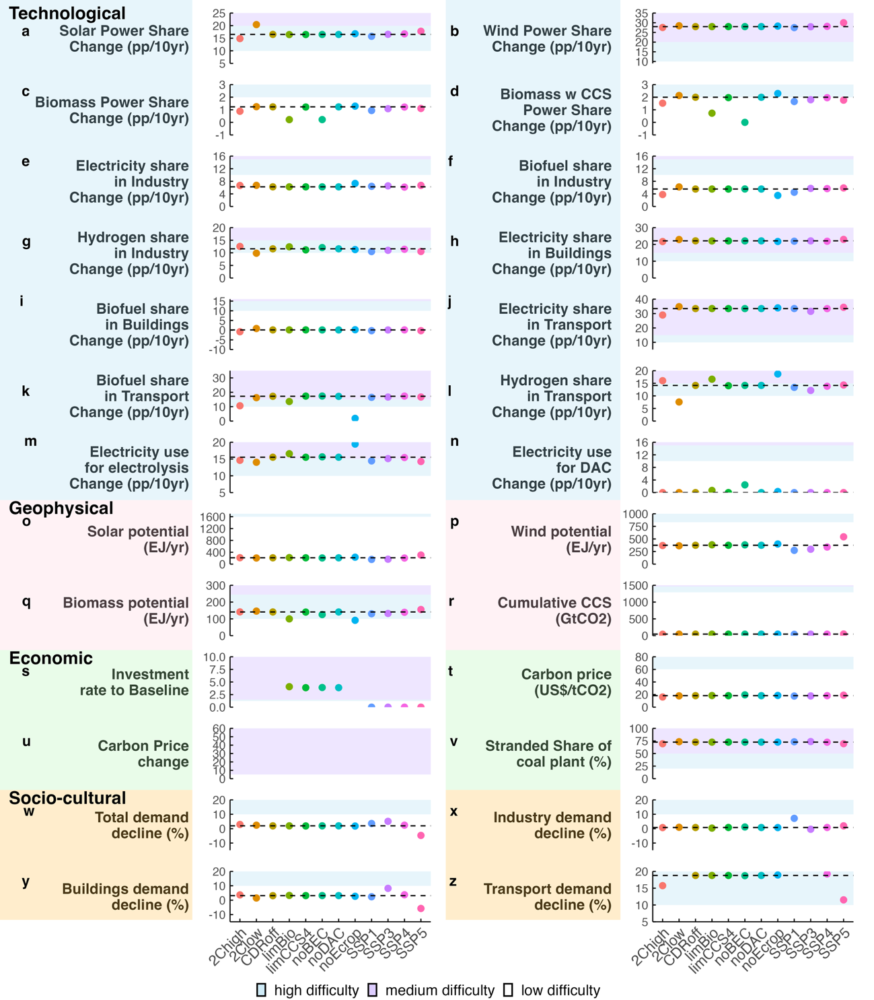 Technological
a
Solar Power Share
Change (pp/10yr)
25
20
15
10
5
b
Wind Power Share
Change (pp/10yr)
35
30
25
20
15
10
c
Biomass Power Share
Change (pp/10yr)
3
2
1
0
-1
d
Biomass w CCS
Power Share
Change (pp/10yr)
3
2
1
0
-1
e
Electricity share
in Industry
Change (pp/10yr)
16
12
8
4
0
f
Biofuel share
in Industry
Change (pp/10yr)
16
12
8
4
0
g
Hydrogen share
in Industry
Change (pp/10yr)
20
15
10
5
0
h
Electricity share
in Buildings
Change (pp/10yr)
30
20
10
0
i
Biofuel share
in Buildings
Change (pp/10yr)
15
10
5
0
-5
-10
j
Electricity share
in Transport
Change (pp/10yr)
40
30
20
10
k
Biofuel share
in Transport
Change (pp/10yr)
30
20
10
0
l
Hydrogen share
in Transport
Change (pp/10yr)
20
15
10
5
0
m
Electricity use
for electrolysis
Change (pp/10yr)
20
15
10
5
n
Electricity use
for DAC
Change (pp/10yr)
16
12
8
4
0
Geophysical
o
Solar potential
(EJ/yr)
1600
1200
800
400
0
p
Wind potential
(EJ/yr)
1000
750
500
250
0
q
Biomass potential
(EJ/yr)
300
200
100
0
r
Cumulative CCS
(GtCO2)
1500
1000
500
0
Economic
s
Investment
rate to Baseline
10.0
7.5
5.0
2.5
0.0
t
Carbon price
(US$/tCO2)
80
60
40
20
0
u
Carbon Price
change
60
50
40
30
20
10
0
v
Stranded Share of
coal plant (%)
100
75
50
25
0
Socio-cultural
w
Total demand
decline (%)
20
10
0
-10
x
Industry demand
decline (%)
20
10
0
-10
y
Buildings demand
decline (%)
20
10
0
-10
z
Transport demand
decline (%)
20
15
10
5
2Chigh
2Clow
CDRoff
limBio
limCCS4
noBEC
noDAC
noEcrop
SSP1
SSP3
SSP4
SSP5
2Chigh
2Clow
CDRoff
limBio
limCCS4
noBEC
noDAC
noEcrop
SSP1
SSP3
SSP4
SSP5
high difficulty
medium difficulty
low difficulty